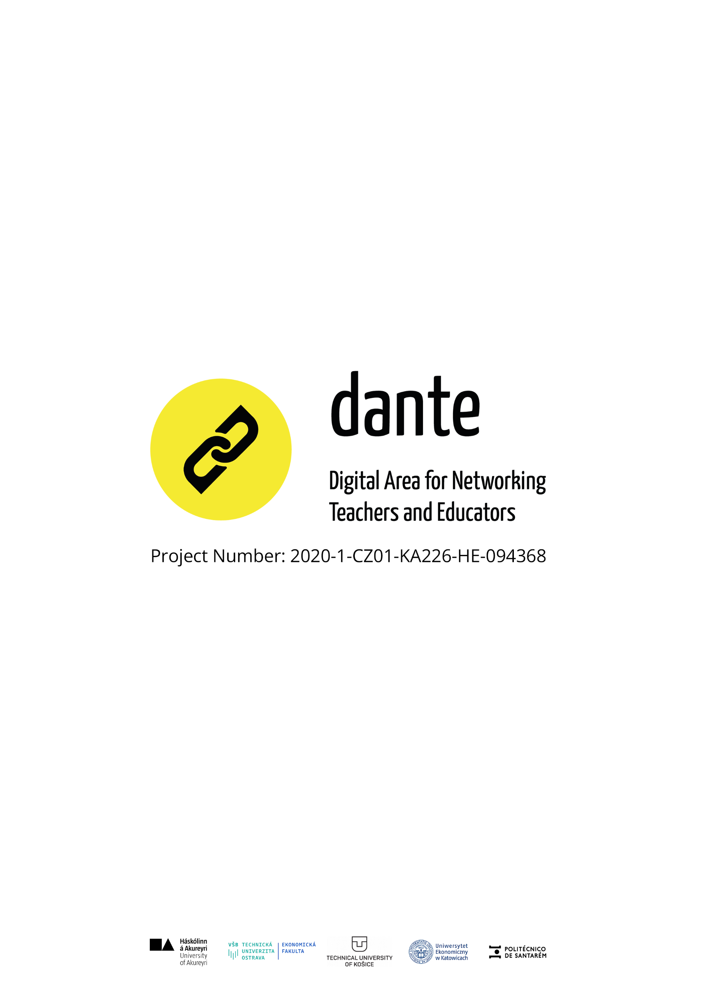 dante
Digital Area for Networking
Teachers and Educators
Project Number: 2020-1-CZ01-KA226-HE-094368
Háskólinn
á Akureyri
University
of Akureyri
VŠB TECHNICKÁ
UNIVERZITA
OSTRAVA
EKONOMICKÁ
FAKULTA
TECHNICAL UNIVERSITY
OF KOŠICE
Uniwersytet
Ekonomiczny
w Katowicach
POLITÉCNICO
DE SANTARÉM